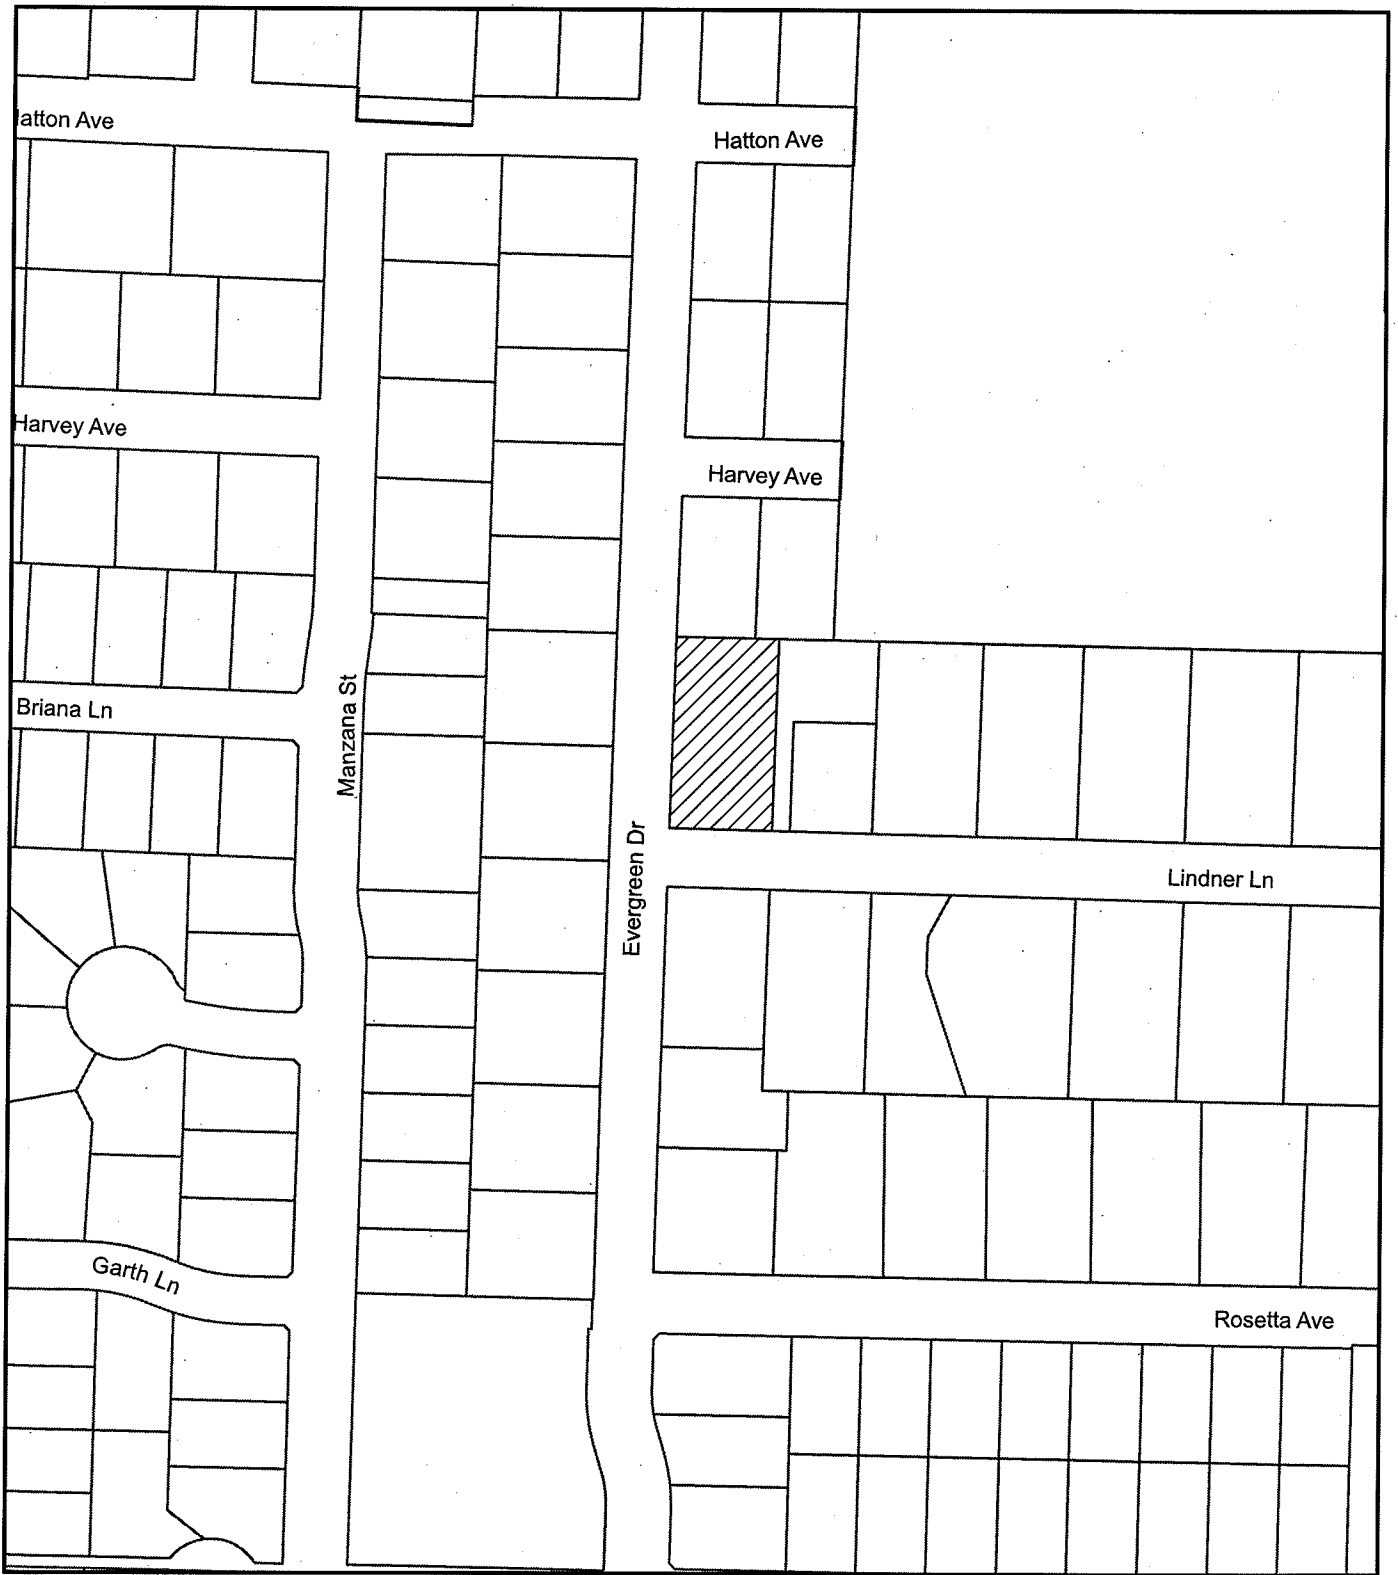 atton Ave
Hatton Ave
Harvey Ave
Harvey Ave
Briana Ln
Manzana St
Evergreen Dr
Lindner Ln
Garth Ln
Rosetta Ave